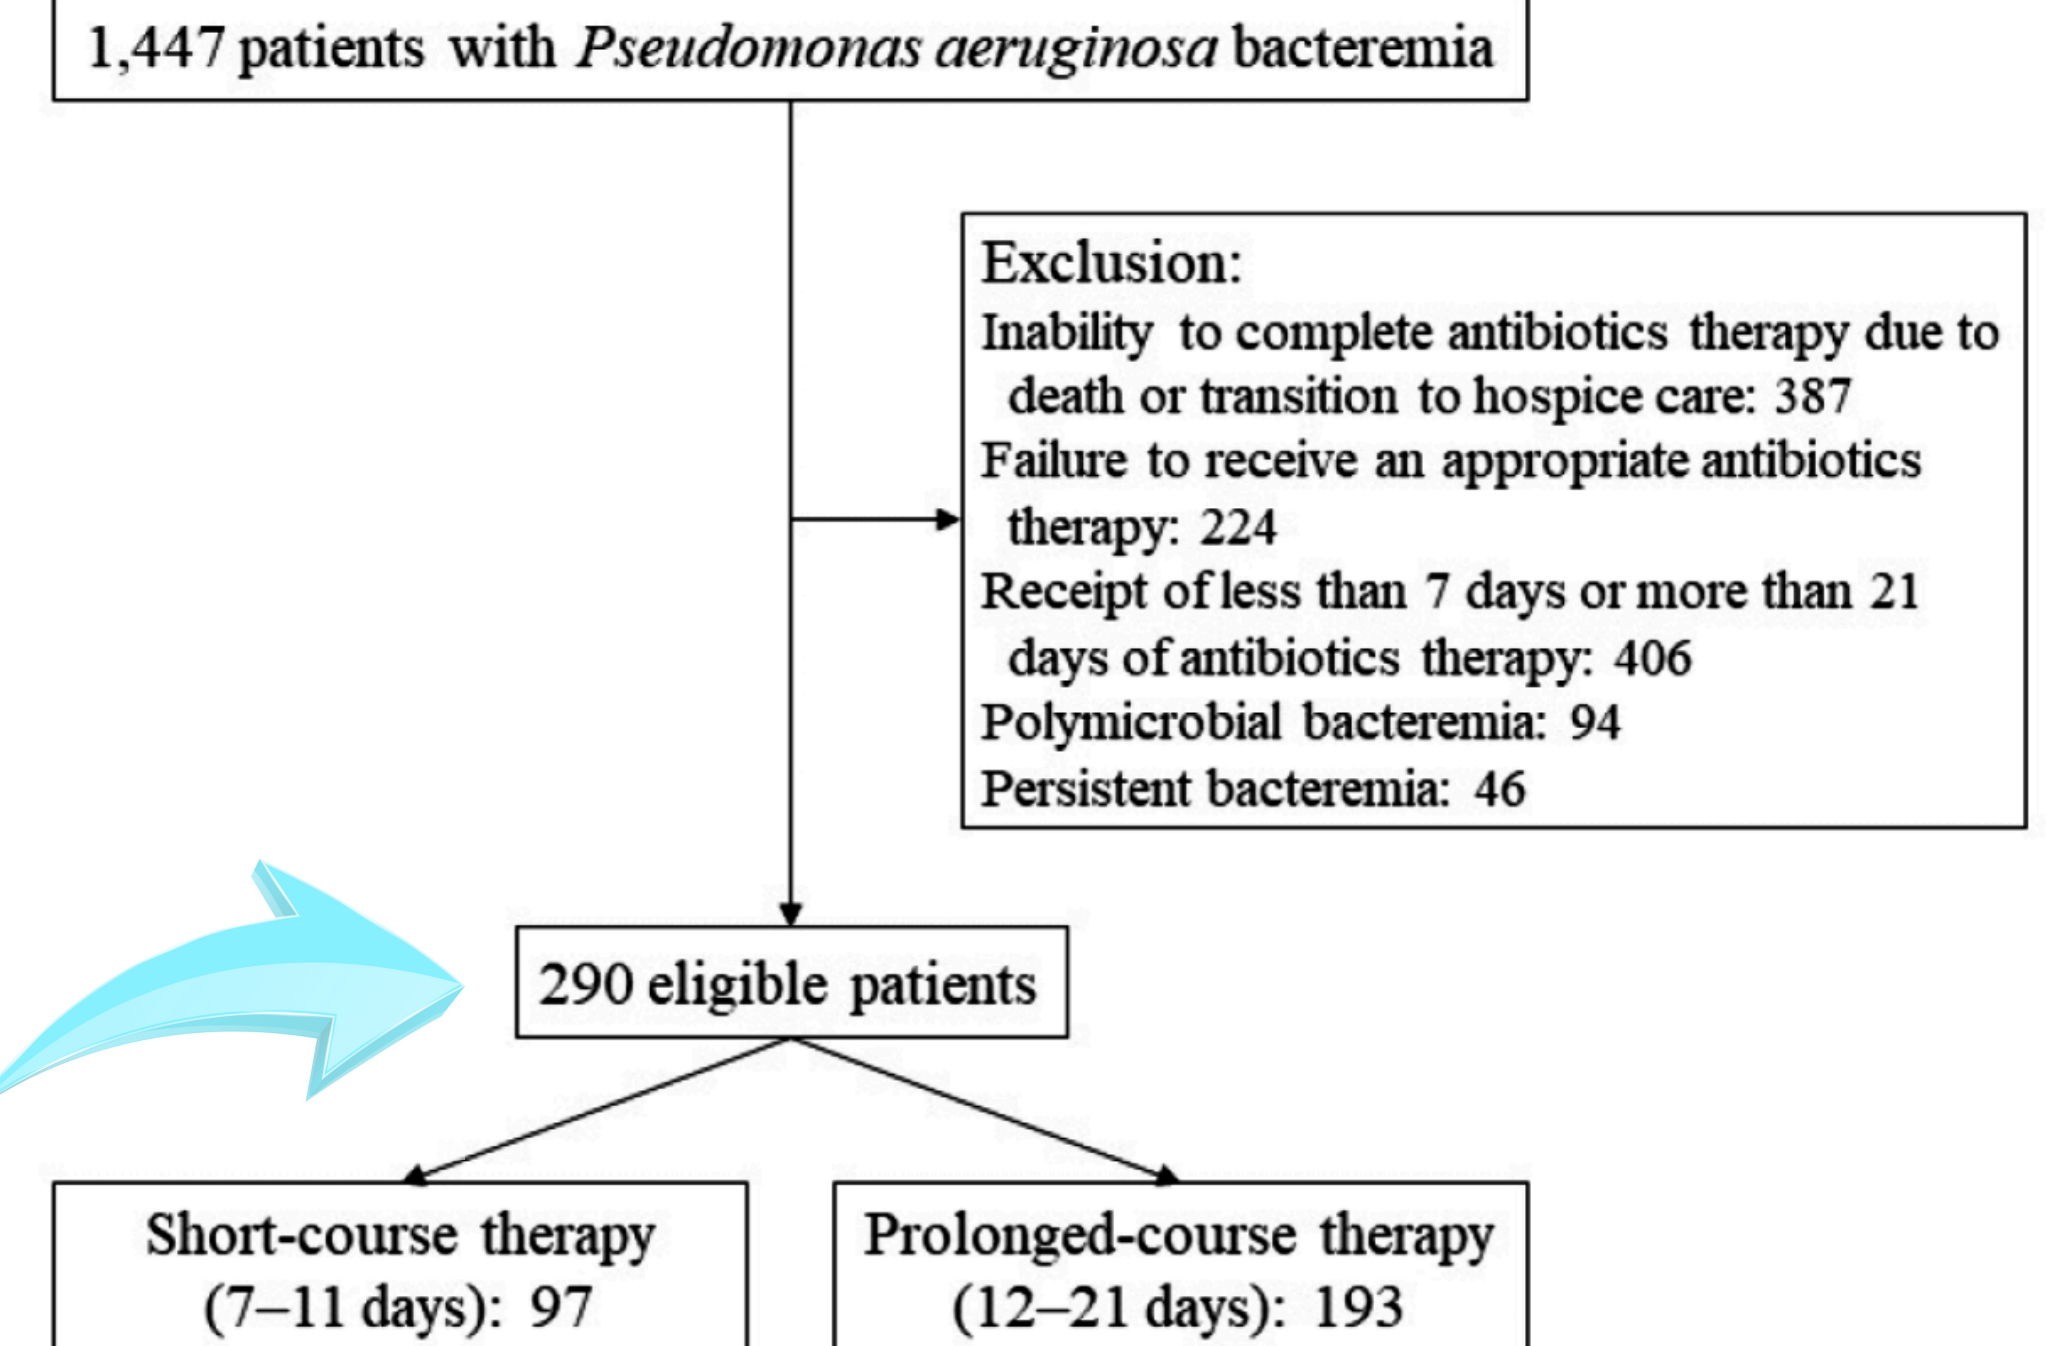 1,447 patients with Pseudomonas aeruginosa bacteremia
Exclusion:
Inability to complete antibiotics therapy due to
death or transition to hospice care: 387
Failure to receive an appropriate antibiotics
therapy: 224
Receipt of less than 7 days or more than 21
days of antibiotics therapy: 406
Polymicrobial bacteremia: 94
Persistent bacteremia: 46
290 eligible patients
Short-course therapy
(7–11 days): 97
Prolonged-course therapy
(12–21 days): 193